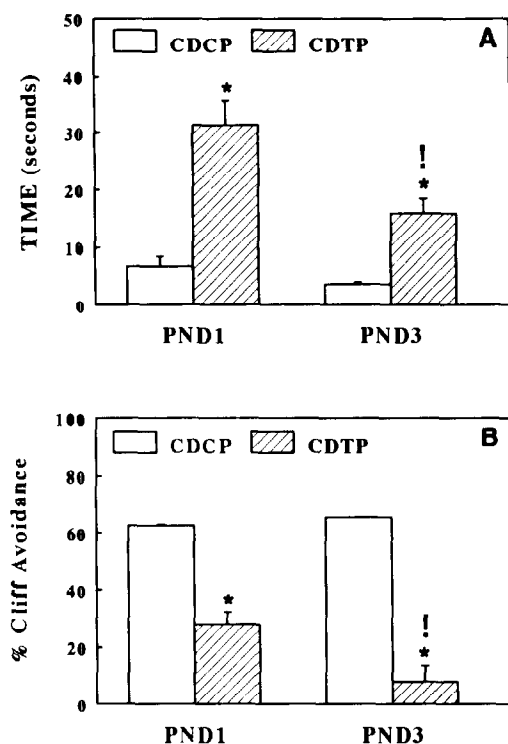 50
A
CDCP CDTP
40
*
30
TIME (seconds)
!
20
*
10
0
PND1 PND3
100
B
CDCP CDTP
80
60
% Cliff Avoidance
40
*
!
20
*
0
PND1 PND3